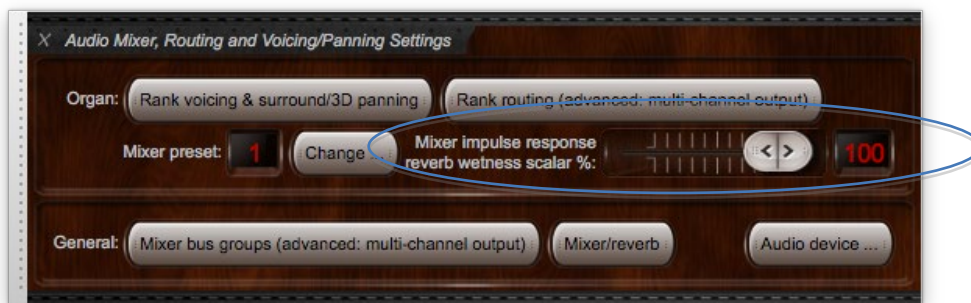 X Audio Mixer, Routing and Voicing/Panning Settings
Organ: Rank voicing & surround/3D panning Rank routing (advanced: multi-channel output)
Mixer preset: 1 Change ... Mixer impulse response
reverb wetness scalar %: < > 100
General: Mixer bus groups (advanced: multi-channel output) Mixer/reverb Audio device ...